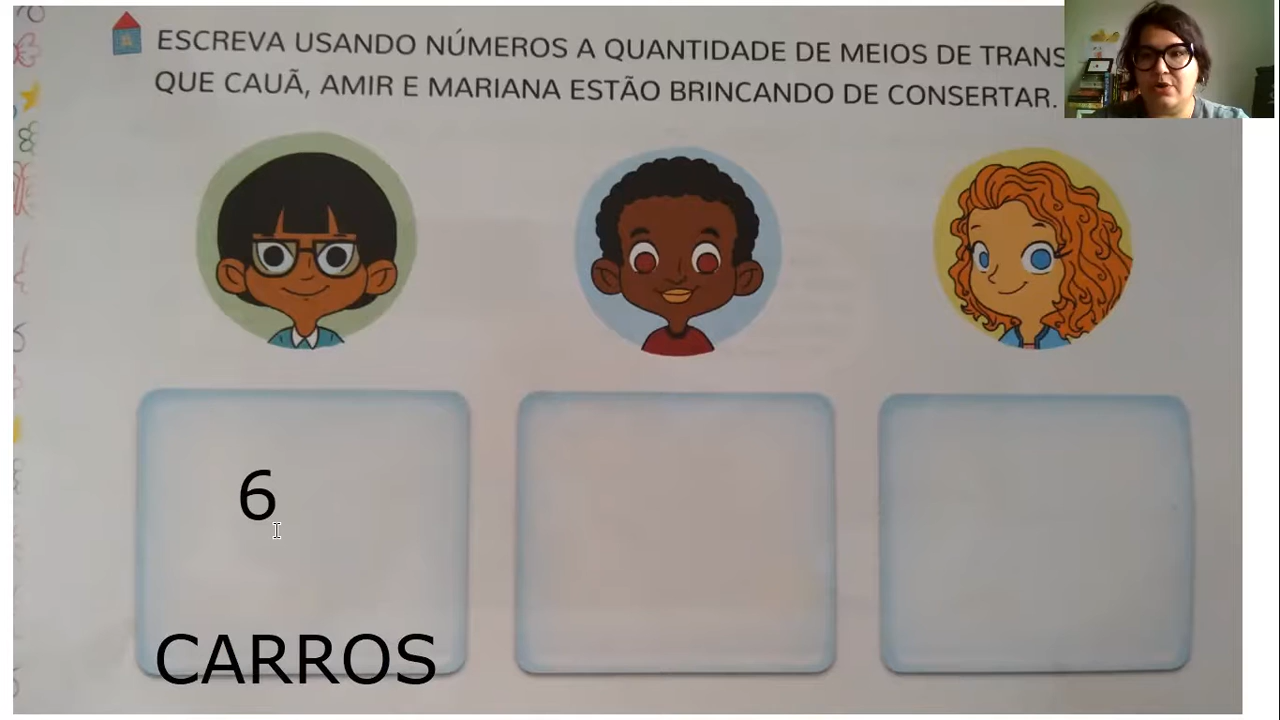 ESCREVA USANDO NÚMEROS A QUANTIDADE DE MEIOS DE TRANS
QUE CAUÃ, AMIR E MARIANA ESTÃO BRINCANDO DE CONSERTAR.
6
CARROS